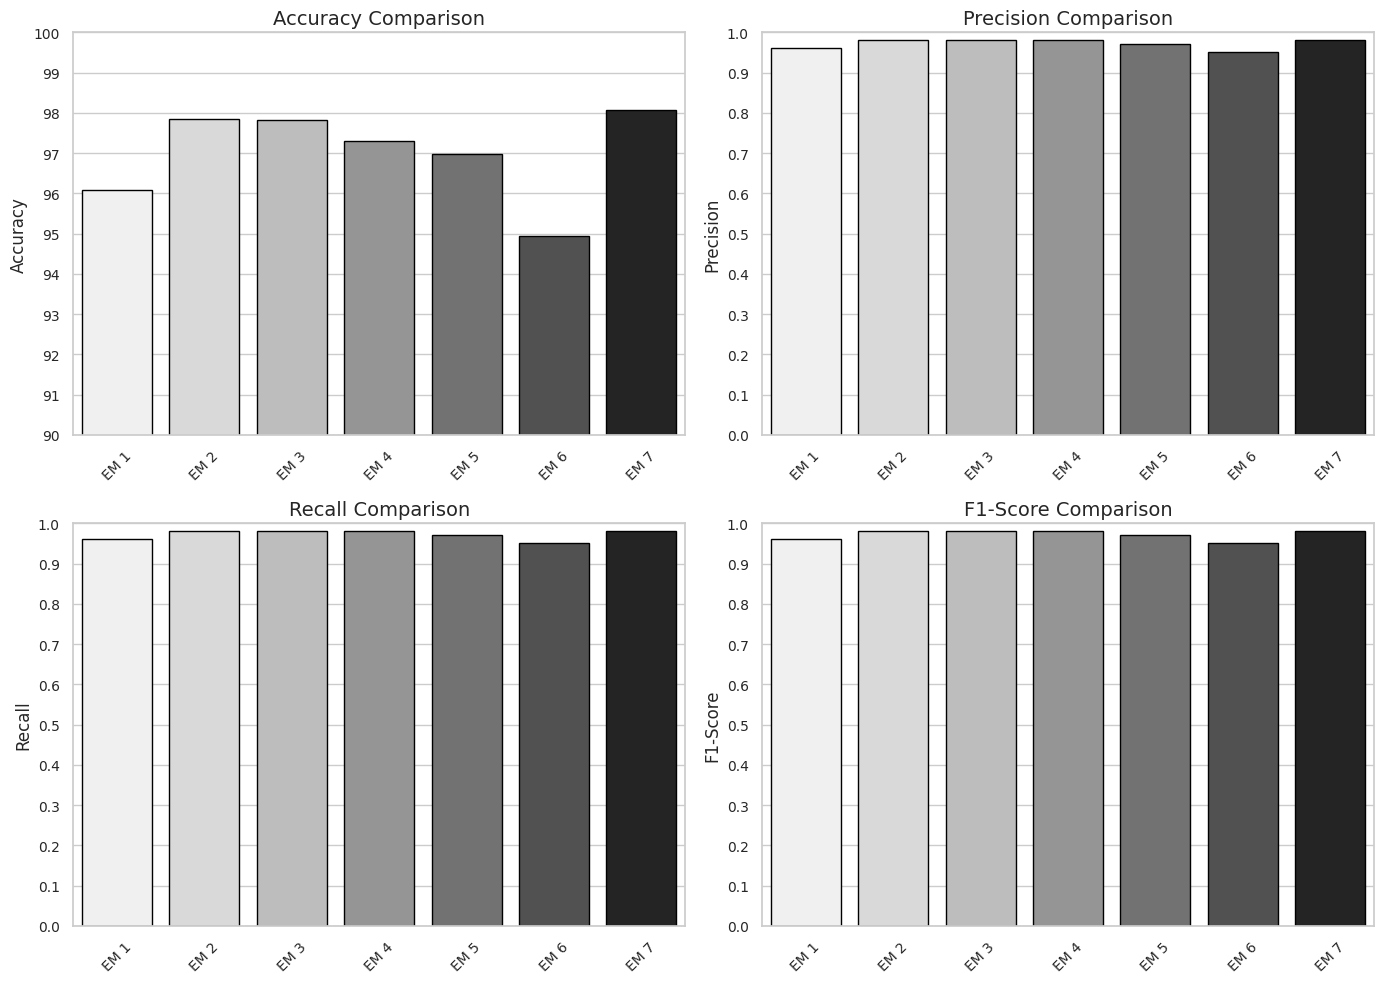 Accuracy Comparison
100
99
98
97
96
95
94
93
92
91
90
Accuracy
EM 1
EM 2
EM 3
EM 4
EM 5
EM 6
EM 7
Precision Comparison
1.0
0.9
0.8
0.7
0.6
0.5
0.4
0.3
0.2
0.1
0.0
Precision
EM 1
EM 2
EM 3
EM 4
EM 5
EM 6
EM 7
Recall Comparison
1.0
0.9
0.8
0.7
0.6
0.5
0.4
0.3
0.2
0.1
0.0
Recall
EM 1
EM 2
EM 3
EM 4
EM 5
EM 6
EM 7
F1-Score Comparison
1.0
0.9
0.8
0.7
0.6
0.5
0.4
0.3
0.2
0.1
0.0
F1-Score
EM 1
EM 2
EM 3
EM 4
EM 5
EM 6
EM 7